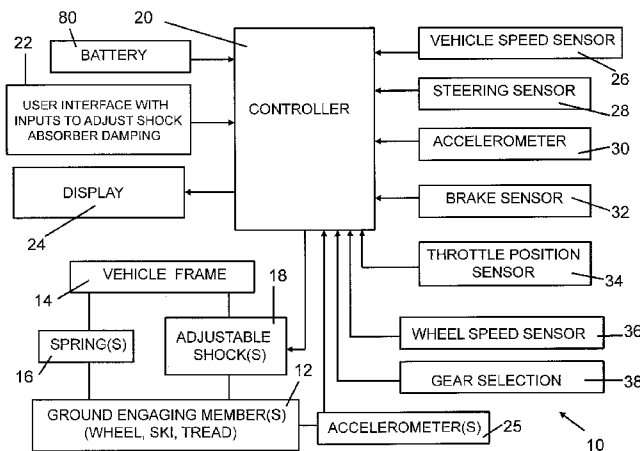 80
20
22
BATTERY
USER INTERFACE WITH
INPUTS TO ADJUST SHOCK
ABSORBER DAMPING
DISPLAY
24
CONTROLLER
VEHICLE SPEED SENSOR
26
STEERING SENSOR
28
ACCELEROMETER
30
BRAKE SENSOR
32
THROTTLE POSITION
SENSOR
34
WHEEL SPEED SENSOR
36
GEAR SELECTION
38
VEHICLE FRAME
14
18
SPRING(S)
16
ADJUSTABLE
SHOCK(S)
12
GROUND ENGAGING MEMBER(S)
(WHEEL, SKI, TREAD)
ACCELEROMETER(S)
25
10